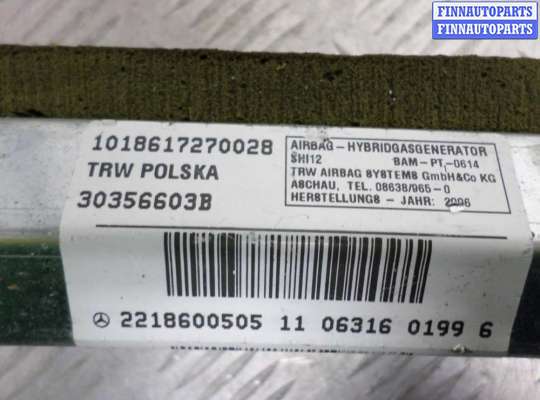 FINNAUTOPARTS
FINNAUTOPARTS
1018617270028
TRW POLSKA
30356603B
AIRBAG-HYBRIDGASGENERATOR
SHI12 BAM-PT,-0614
TRW AIRBAG SYSTEMS GmbH&Co KG
ASCHAU, TEL. 08638/965-0
HERSTELLUNGS - JAHR: 2006
2218600505 11 06316 0199 6